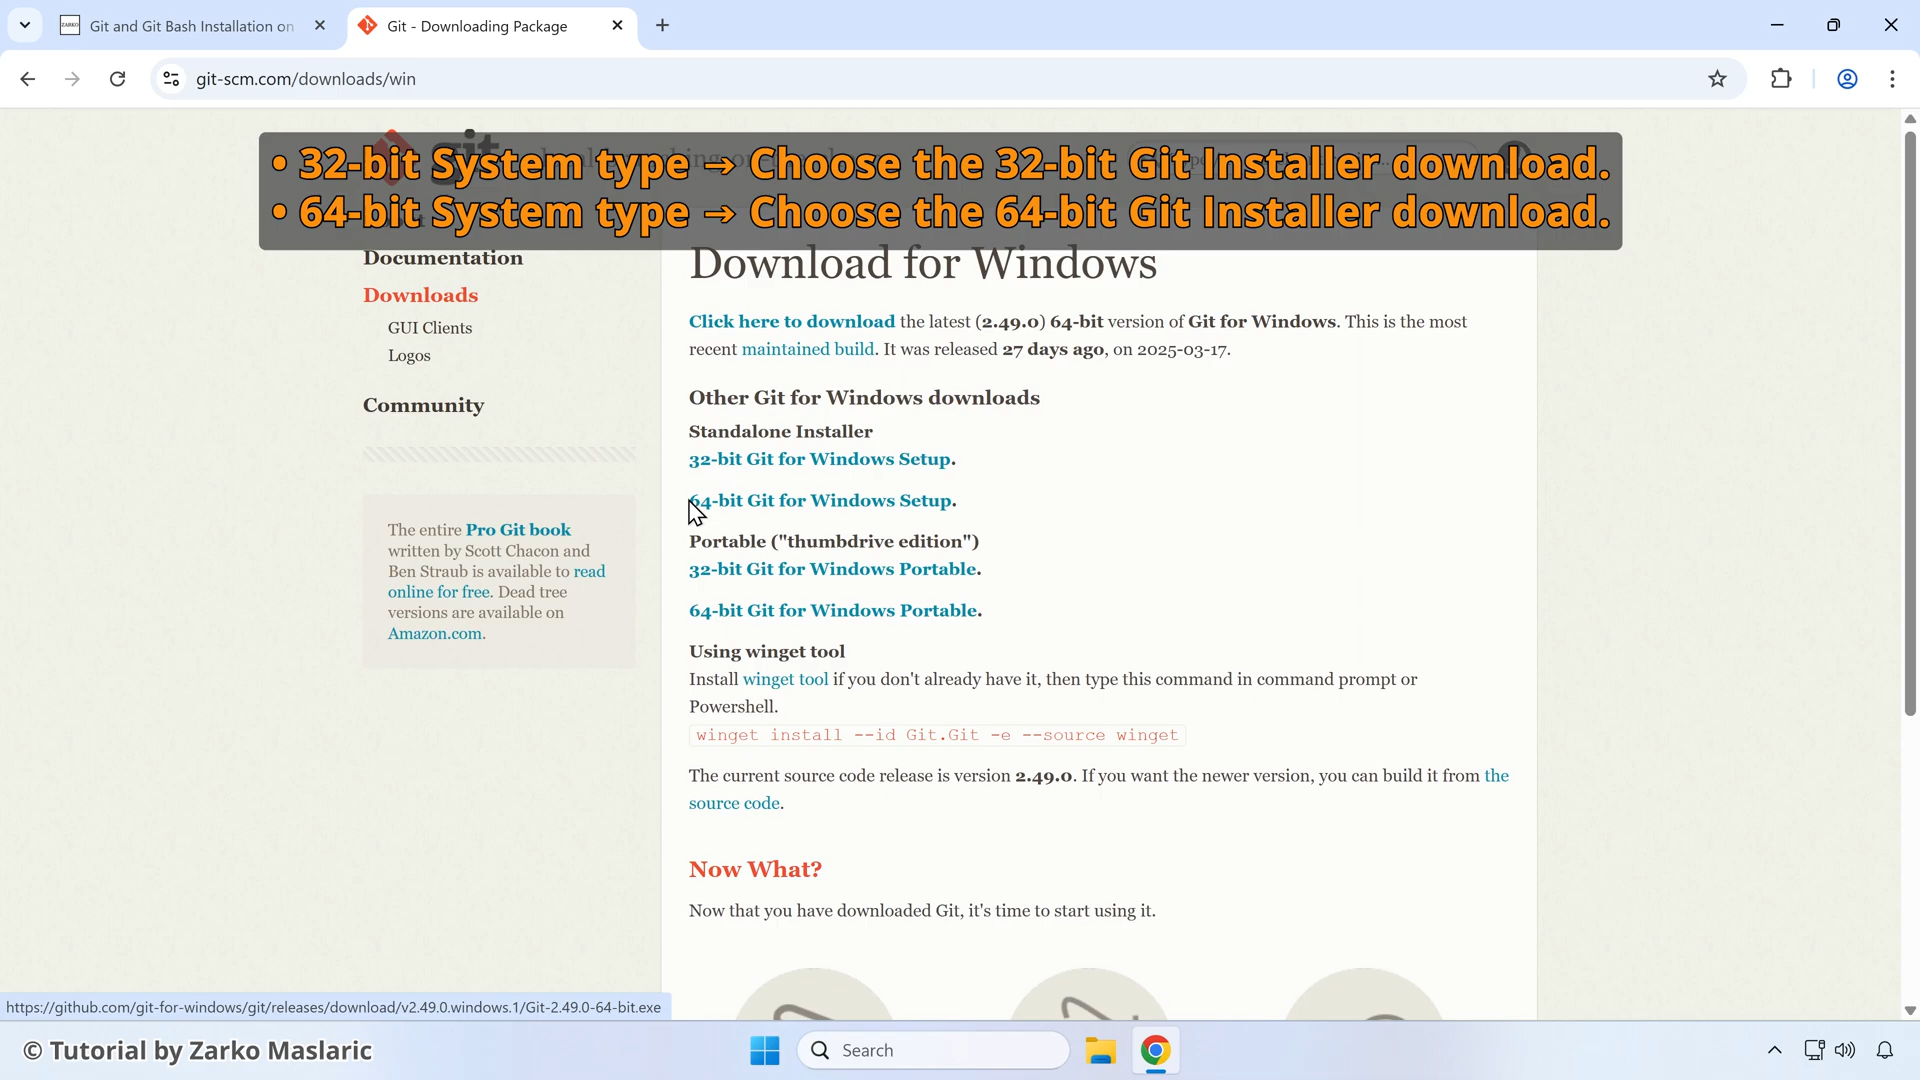 Git and Git Bash Installation on
Git - Downloading Package
git-scm.com/downloads/win
• 32-bit System type → Choose the 32-bit Git Installer download.
• 64-bit System type → Choose the 64-bit Git Installer download.
Documentation
Downloads
GUI Clients
Logos
Community
The entire Pro Git book
written by Scott Chacon and
Ben Straub is available to read
online for free. Dead tree
versions are available on
Amazon.com.
Download for Windows
Click here to download the latest (2.49.0) 64-bit version of Git for Windows. This is the most
recent maintained build. It was released 27 days ago, on 2025-03-17.
Other Git for Windows downloads
Standalone Installer
32-bit Git for Windows Setup.
64-bit Git for Windows Setup.
Portable ("thumbdrive edition")
32-bit Git for Windows Portable.
64-bit Git for Windows Portable.
Using winget tool
Install winget tool if you don't already have it, then type this command in command prompt or
Powershell.
winget install --id Git.Git -e --source winget
The current source code release is version 2.49.0. If you want the newer version, you can build it from the
source code.
Now What?
Now that you have downloaded Git, it's time to start using it.
https://github.com/git-for-windows/git/releases/download/v2.49.0.windows.1/Git-2.49.0-64-bit.exe
© Tutorial by Zarko Maslaric
Search